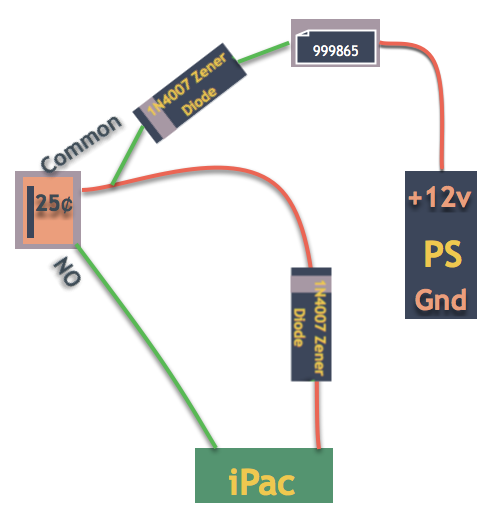 999865
1N4007 Zener
Diode
Common
+12v
25¢
PS
NO
Gnd
1N4007 Zener
Diode
iPac